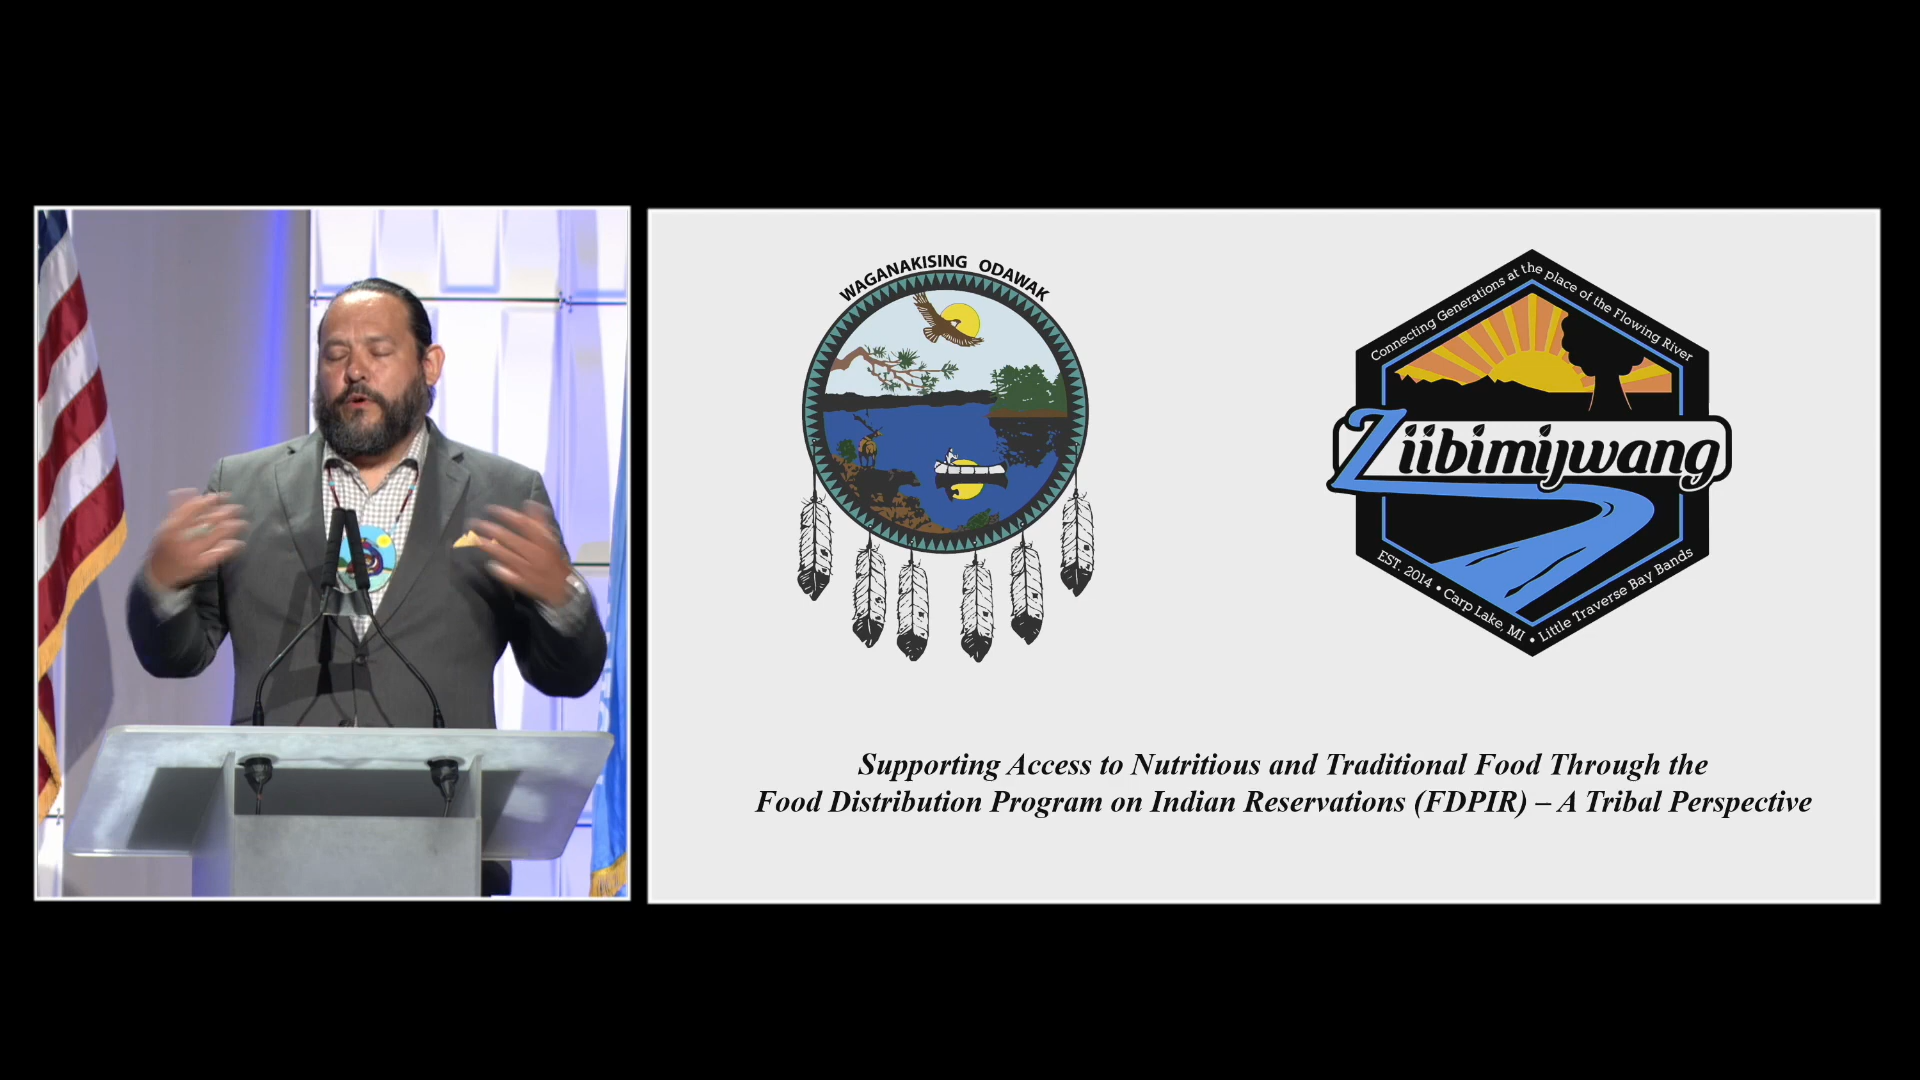 WAGANAKISING ODAWAK
Connecting Generations at the place of the Flowing River
Ziibimijwang
EST. 2014 • Carp Lake, MI • Little Traverse Bay Bands
Supporting Access to Nutritious and Traditional Food Through the
Food Distribution Program on Indian Reservations (FDPIR) – A Tribal Perspective